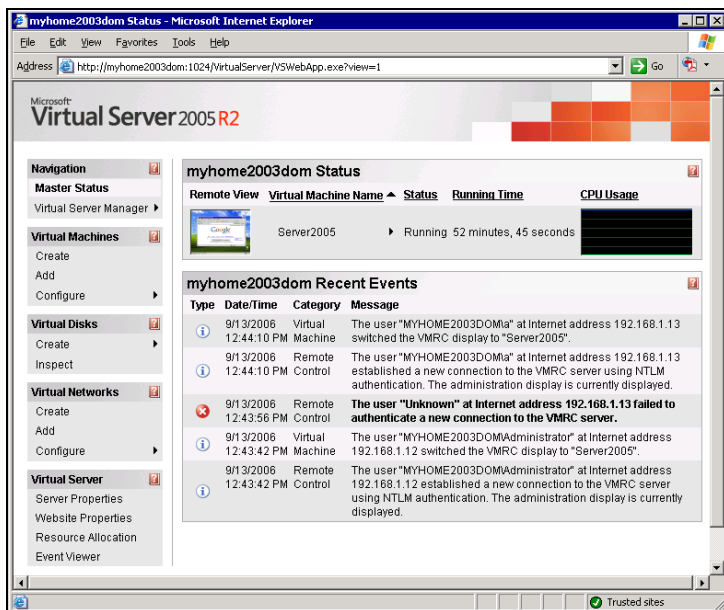 myhome2003dom Status - Microsoft Internet Explorer
File Edit View Favorites Tools Help
Address http://myhome2003dom:1024/VirtualServer/VSWebApp.exe?view=1 Go
Microsoft
Virtual Server 2005 R2
Navigation
Master Status
Virtual Server Manager
Virtual Machines
Create
Add
Configure
Virtual Disks
Create
Inspect
Virtual Networks
Create
Add
Configure
Virtual Server
Server Properties
Website Properties
Resource Allocation
Event Viewer
myhome2003dom Status
Remote View Virtual Machine Name Status Running Time CPU Usage
Google
Server2005 Running 52 minutes, 45 seconds
myhome2003dom Recent Events
Type Date/Time Category Message
9/13/2006 Virtual The user "MYHOME2003DOM\a" at Internet address 192.168.1.13
12:44:10 PM Machine switched the VMRC display to "Server2005".
9/13/2006 Remote The user "MYHOME2003DOM\a" at Internet address 192.168.1.13
12:44:10 PM Control established a new connection to the VMRC server using NTLM
authentication. The administration display is currently displayed.
9/13/2006 Remote The user "Unknown" at Internet address 192.168.1.13 failed to
12:43:56 PM Control authenticate a new connection to the VMRC server.
9/13/2006 Virtual The user "MYHOME2003DOM\Administrator" at Internet address
12:43:42 PM Machine 192.168.1.12 switched the VMRC display to "Server2005".
9/13/2006 Remote The user "MYHOME2003DOM\Administrator" at Internet address
12:43:42 PM Control 192.168.1.12 established a new connection to the VMRC server
using NTLM authentication. The administration display is currently
displayed.
Trusted sites